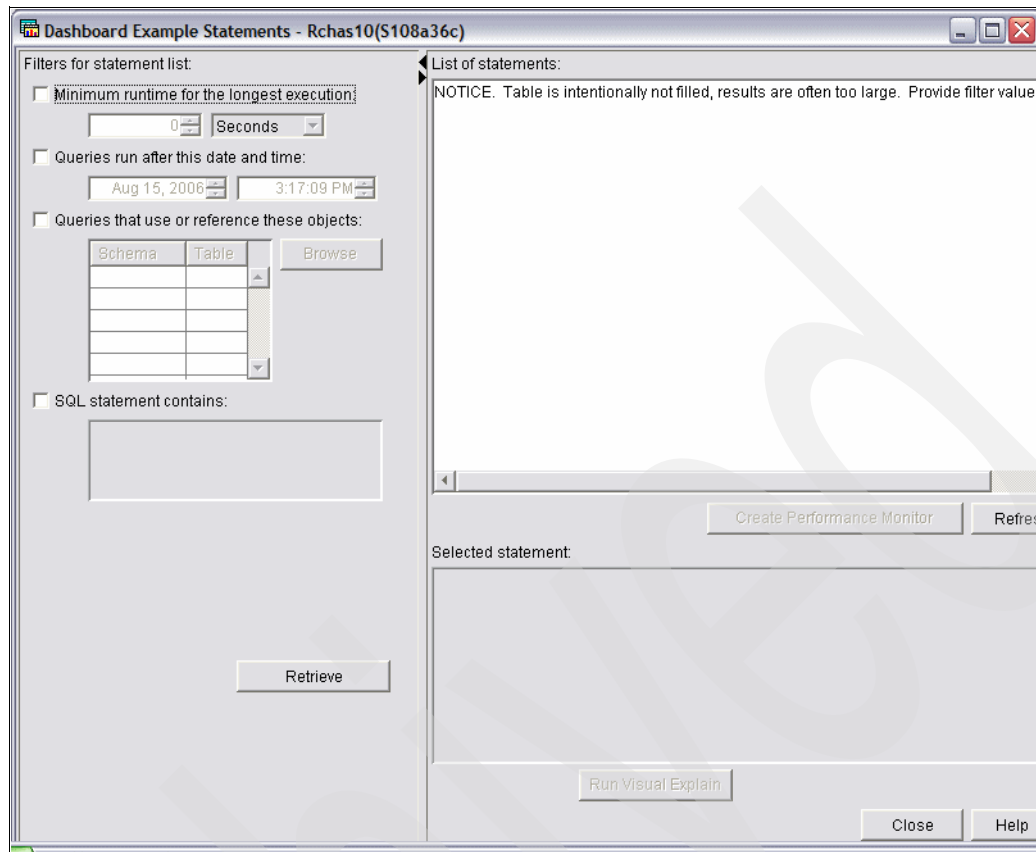 Dashboard Example Statements - Rchas10(S108a36c)
Filters for statement list:
Minimum runtime for the longest execution:
0 Seconds
Queries run after this date and time:
Aug 15, 2006 3:17:09 PM
Queries that use or reference these objects:
Schema Table Browse
SQL statement contains:
Retrieve
List of statements:
NOTICE. Table is intentionally not filled, results are often too large. Provide filter value
Create Performance Monitor Refres
Selected statement:
Run Visual Explain
Close Help